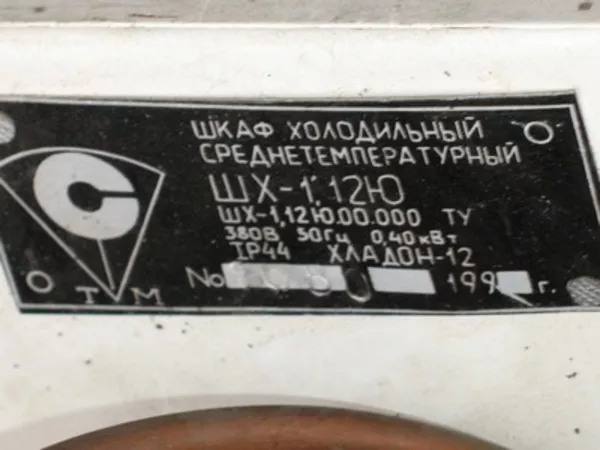 ШКАФ ХОЛОДИЛЬНЫЙ
СРЕДНЕТЕМПЕРАТУРНЫЙ
ШХ-1,12Ю
ШХ-1,12Ю.00.000 ТУ
380В 50Гц 0,40кВт
IP44 ХЛАДОН-12
№ 199 г.
С
ТМ